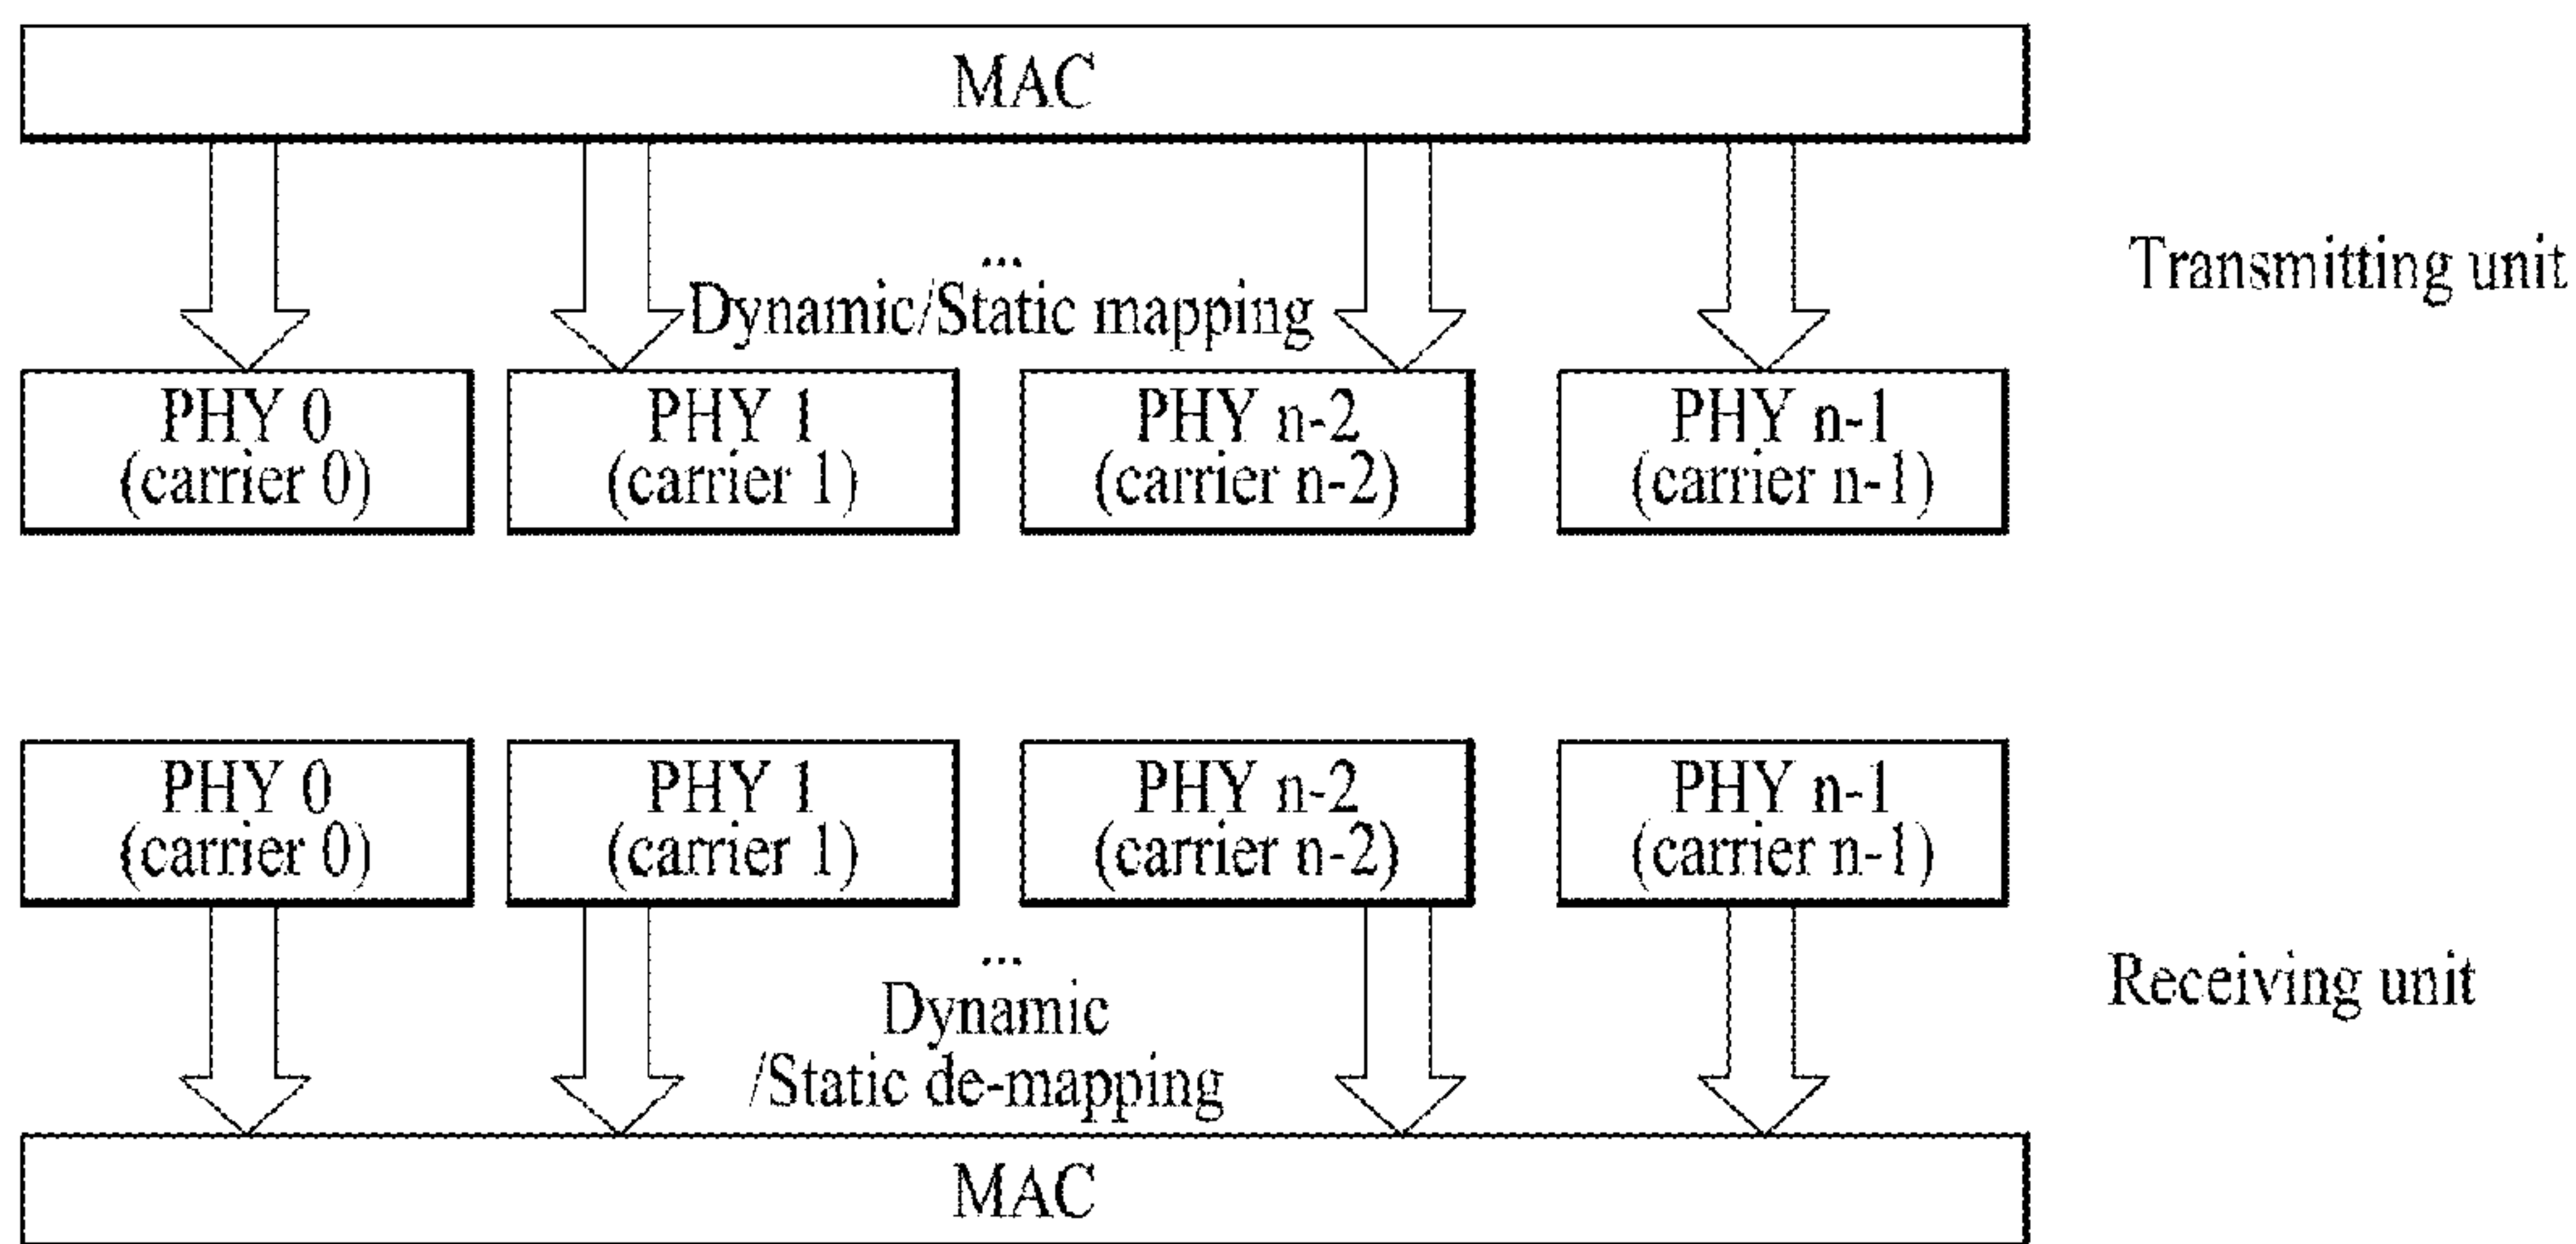 MAC
...
Dynamic/Static mapping
Transmitting unit
PHY 0
(carrier 0)
PHY 1
(carrier 1)
PHY n-2
(carrier n-2)
PHY n-1
(carrier n-1)
PHY 0
(carrier 0)
PHY 1
(carrier 1)
PHY n-2
(carrier n-2)
PHY n-1
(carrier n-1)
...
Dynamic
/Static de-mapping
Receiving unit
MAC